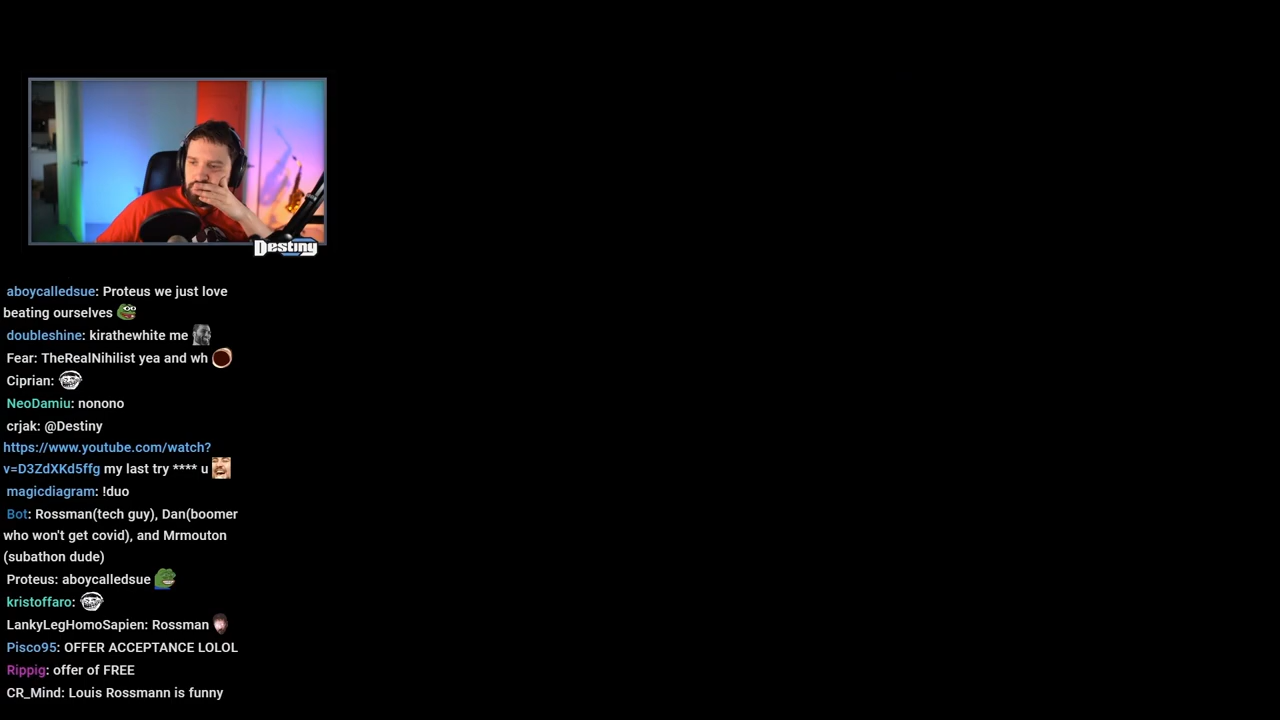 Destiny
aboycalledsue: Proteus we just love
beating ourselves
doubleshine: kirathewhite me
Fear: TheRealNihilist yea and wh
Ciprian:
NeoDamiu: nonono
crjak: @Destiny
https://www.youtube.com/watch?
v=D3ZdXKd5ffg my last try **** u
magicdiagram: !duo
Bot: Rossman(tech guy), Dan(boomer
who won't get covid), and Mrmouton
(subathon dude)
Proteus: aboycalledsue
kristoffaro:
LankyLegHomoSapien: Rossman
Pisco95: OFFER ACCEPTANCE LOLOL
Rippig: offer of FREE
CR_Mind: Louis Rossmann is funny